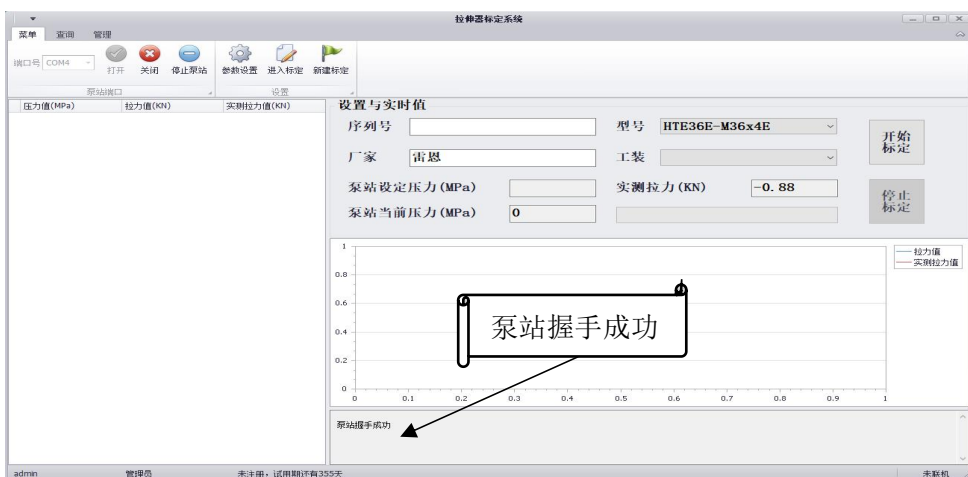 拉伸器标定系统
菜单 查询 管理
端口号 COM4 打开 关闭 停止泵站 参数设置 进入标定 新建标定
泵站端口 设置
压力值(MPa) 拉力值(KN) 实测拉力值(KN)
设置与实时值
序列号 型号 HTE36E-M36x4E 开始标定
厂家 雷恩 工装
泵站设定压力(MPa) 实测拉力(KN) -0.88 停止标定
泵站当前压力(MPa) 0
1
0.8
0.6
0.4
0.2
0
0 0.1 0.2 0.3 0.4 0.5 0.6 0.7 0.8 0.9 1
拉力值
实测拉力值
泵站握手成功
泵站握手成功
admin 管理员 未注册，试用期还有355天 未联机